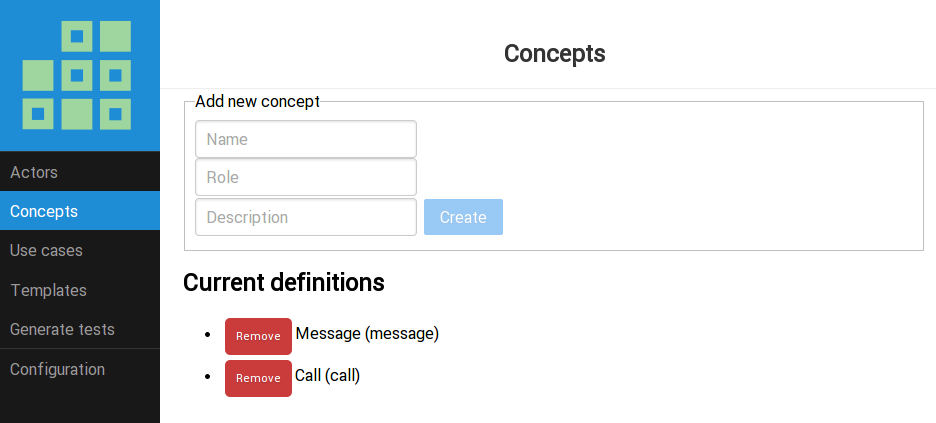 Concepts
Add new concept
Name
Role
Description
Create
Actors
Concepts
Use cases
Templates
Generate tests
Configuration
Current definitions
Remove Message (message)
Remove Call (call)